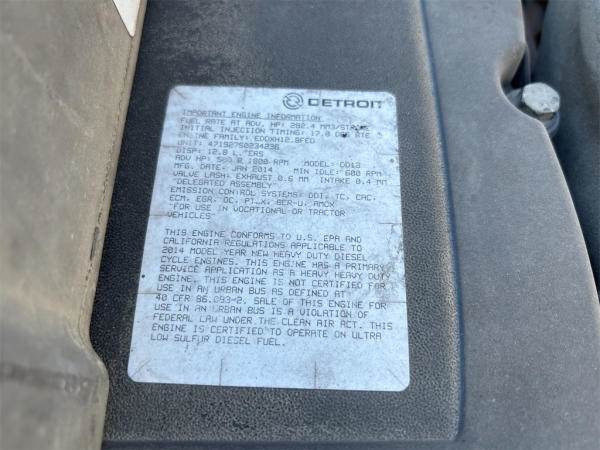 DETROIT
IMPORTANT ENGINE INFORMATION
FUEL RATE AT ADV. HP: 282.4 MM3/STROKE
INITIAL INJECTION TIMING: 17.0 DEG BTC
ENGINE FAMILY: EDDXH12.8FED
UNIT:
DISP: 12.8 LITERS
ADV HP: @ 1800 RPM MODEL: DD13
MFG. DATE: JAN 2014 MIN IDLE: 600 RPM
VALVE LASH: EXHAUST 0.6 MM INTAKE 0.4 MM
"DELEGATED ASSEMBLY"
EMISSION CONTROL SYSTEMS: DDI, TC, CAC,
ECM, EGR, OC, PTOX, SCR-U, AMOX
"FOR USE IN VOCATIONAL OR TRACTOR
VEHICLES"
THIS ENGINE CONFORMS TO U.S. EPA AND
CALIFORNIA REGULATIONS APPLICABLE TO
2014 MODEL YEAR NEW HEAVY DUTY DIESEL
CYCLE ENGINES. THIS ENGINE HAS A PRIMARY
SERVICE APPLICATION AS A HEAVY HEAVY DUTY
ENGINE. THIS ENGINE IS NOT CERTIFIED FOR
USE IN AN URBAN BUS AS DEFINED AT
40 CFR 86.093-2. SALE OF THIS ENGINE FOR
USE IN AN URBAN BUS IS A VIOLATION OF
FEDERAL LAW UNDER THE CLEAN AIR ACT. THIS
ENGINE IS CERTIFIED TO OPERATE ON ULTRA
LOW SULFUR DIESEL FUEL.